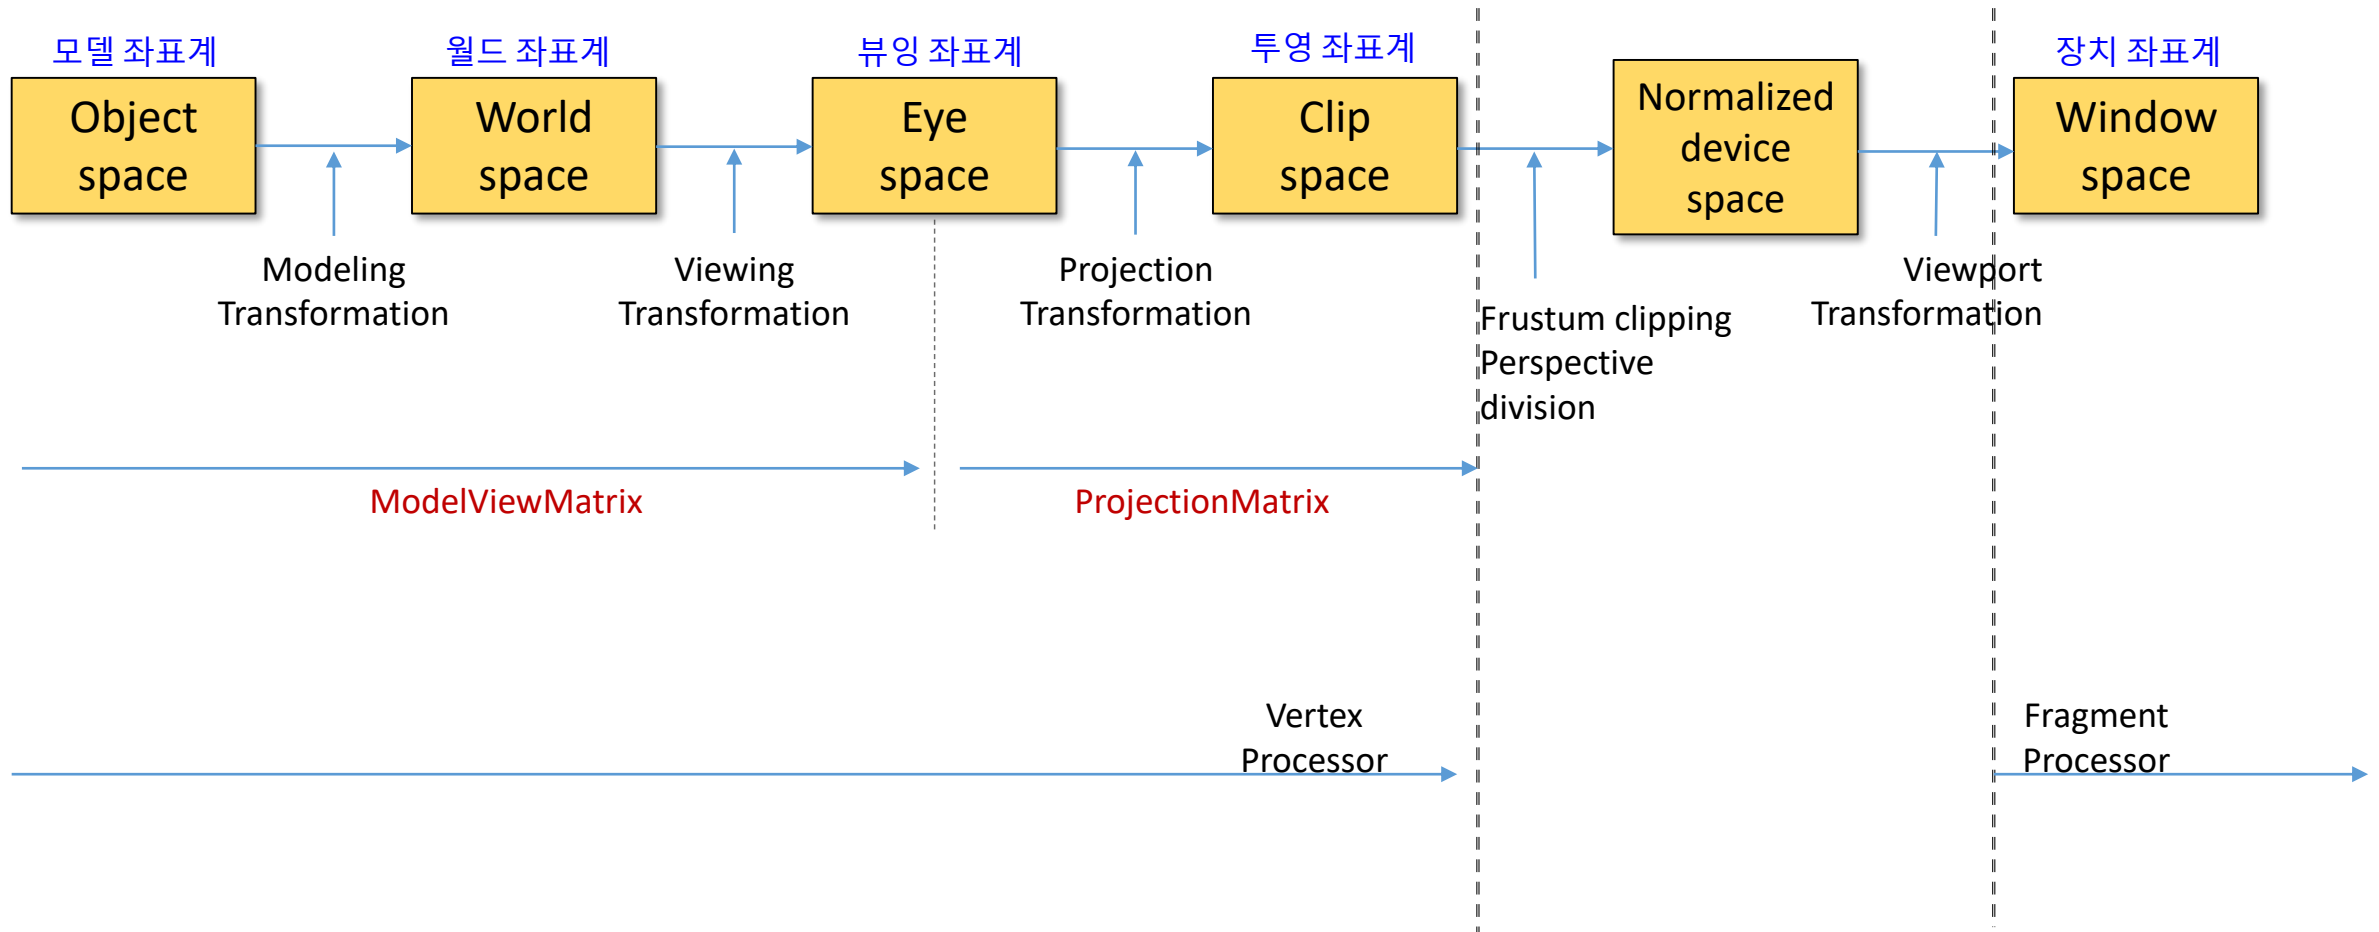 모델 좌표계
월드 좌표계
뷰잉 좌표계
투영 좌표계
장치 좌표계
Object
space
World
space
Eye
space
Clip
space
Normalized
device
space
Window
space
Modeling
Transformation
Viewing
Transformation
Projection
Transformation
Frustum clipping
Perspective
division
Viewport
Transformation
ModelViewMatrix
ProjectionMatrix
Vertex
Processor
Fragment
Processor